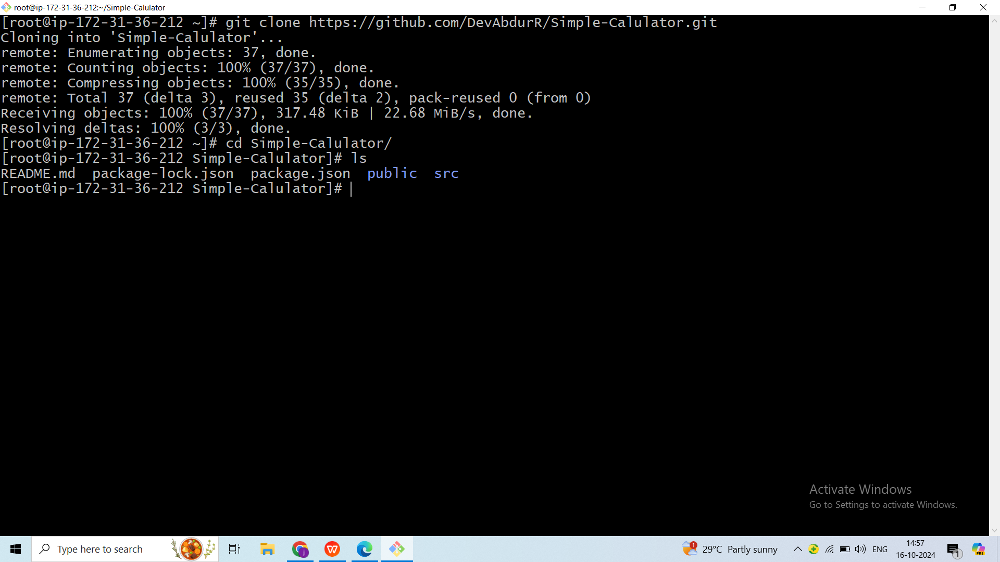 root@ip-172-31-36-212:~/Simple-Calulator
[root@ip-172-31-36-212 ~]# git clone https://github.com/DevAbdurR/Simple-Calulator.git
Cloning into 'Simple-Calulator'...
remote: Enumerating objects: 37, done.
remote: Counting objects: 100% (37/37), done.
remote: Compressing objects: 100% (35/35), done.
remote: Total 37 (delta 3), reused 35 (delta 2), pack-reused 0 (from 0)
Receiving objects: 100% (37/37), 317.48 KiB | 22.68 MiB/s, done.
Resolving deltas: 100% (3/3), done.
[root@ip-172-31-36-212 ~]# cd Simple-Calulator/
[root@ip-172-31-36-212 Simple-Calulator]# ls
README.md  package-lock.json  package.json  public  src
[root@ip-172-31-36-212 Simple-Calulator]#
Activate Windows
Go to Settings to activate Windows.
Type here to search
j
W
1
29°C Partly sunny
ENG
14:57
16-10-2024
1
PRE